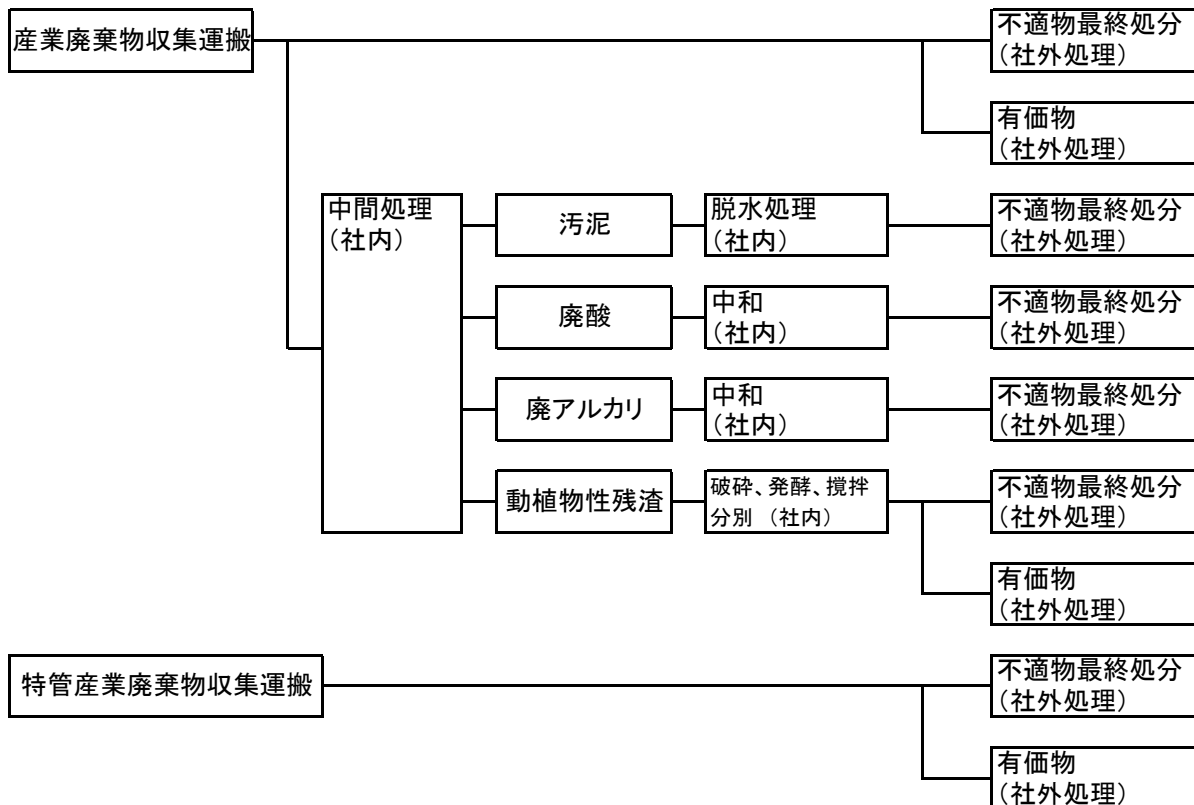 産業廃棄物収集運搬
不適物最終処分
（社外処理）
有価物
（社外処理）
中間処理
（社内）
汚泥
脱水処理
（社内）
不適物最終処分
（社外処理）
廃酸
中和
（社内）
不適物最終処分
（社外処理）
廃アルカリ
中和
（社内）
不適物最終処分
（社外処理）
動植物性残渣
破砕、発酵、撹拌
分別　（社内）
不適物最終処分
（社外処理）
有価物
（社外処理）
特管産業廃棄物収集運搬
不適物最終処分
（社外処理）
有価物
（社外処理）